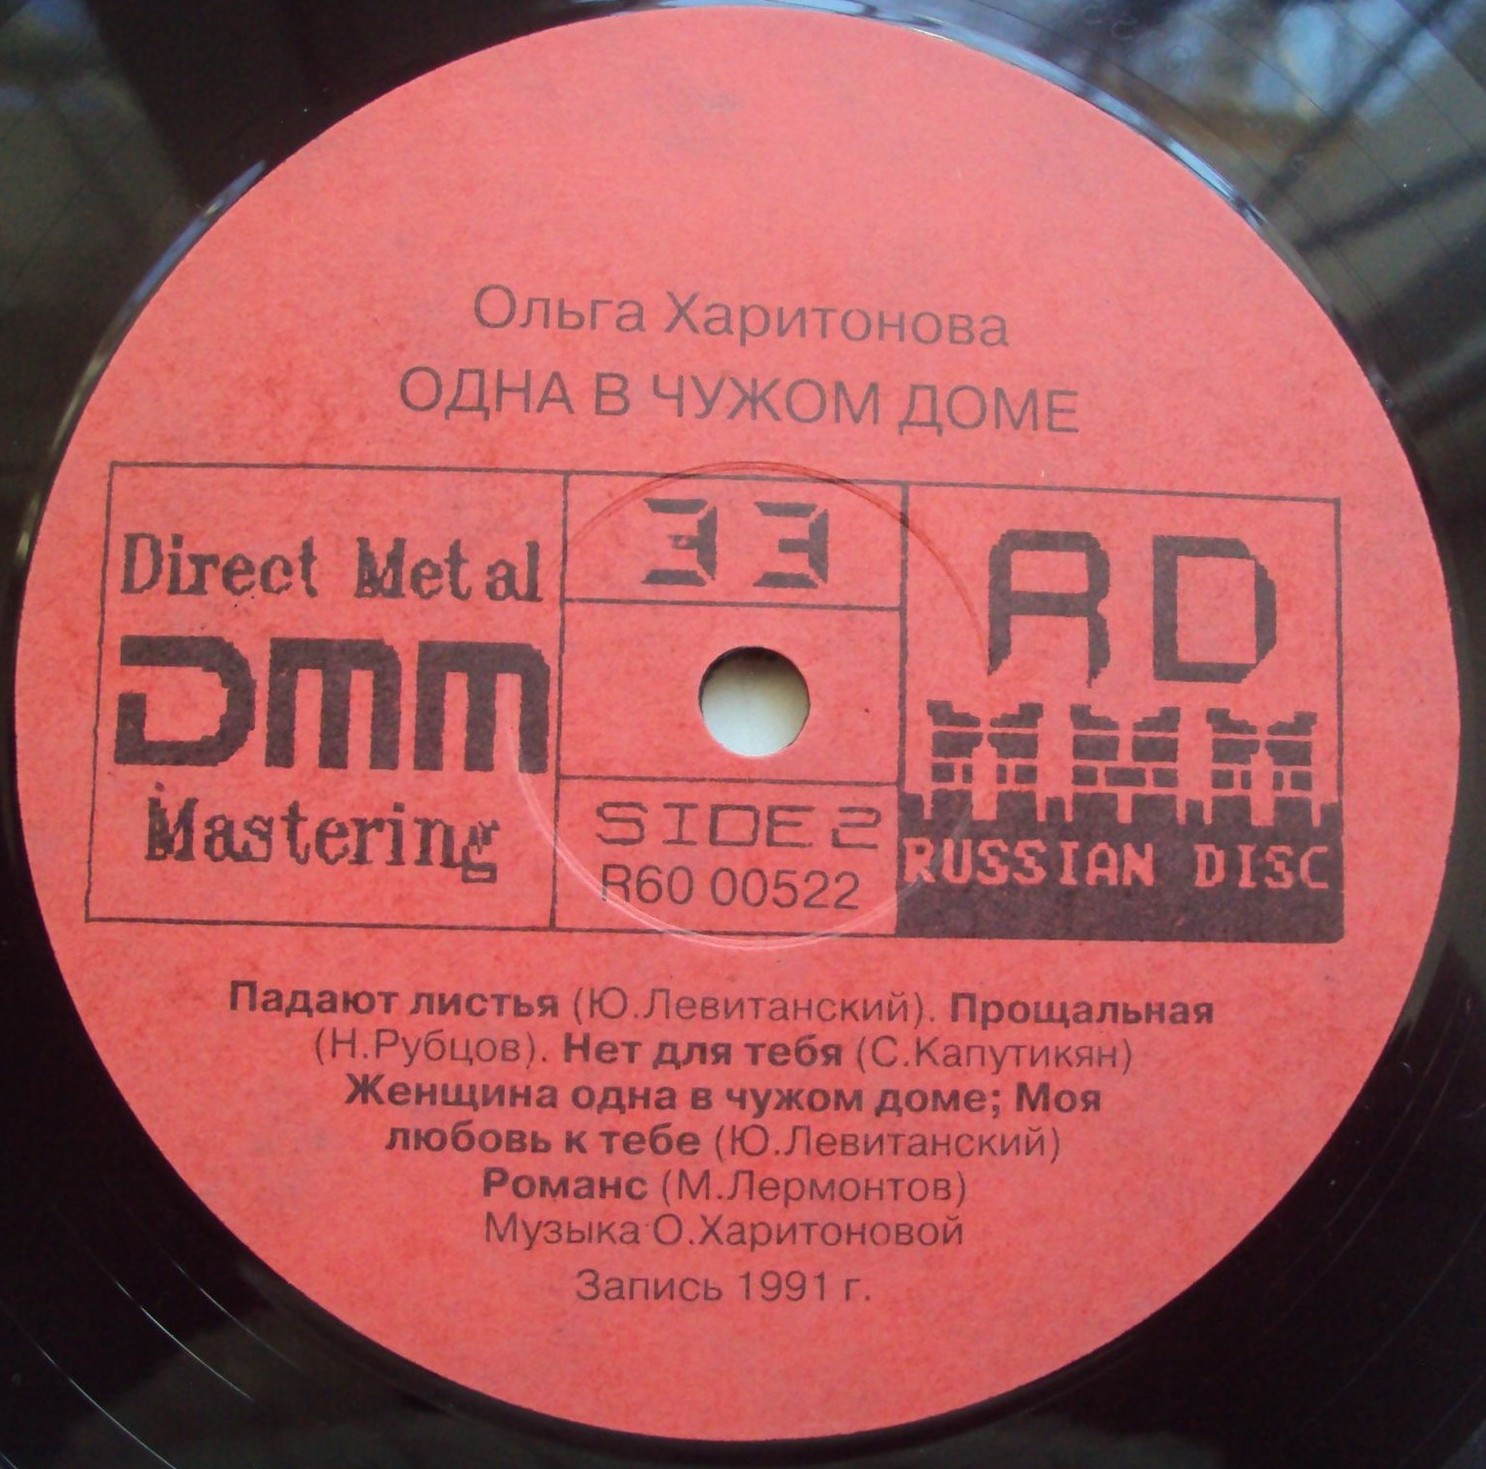 Ольга Харитонова
ОДНА В ЧУЖОМ ДОМЕ
Direct Metal
DMM
Mastering
33
SIDE 2
R60 00522
RD
RUSSIAN DISC
Падают листья (Ю.Левитанский). Прощальная
(Н.Рубцов). Нет для тебя (С.Капутикян)
Женщина одна в чужом доме; Моя
любовь к тебе (Ю.Левитанский)
Романс (М.Лермонтов)
Музыка О.Харитоновой
Запись 1991 г.